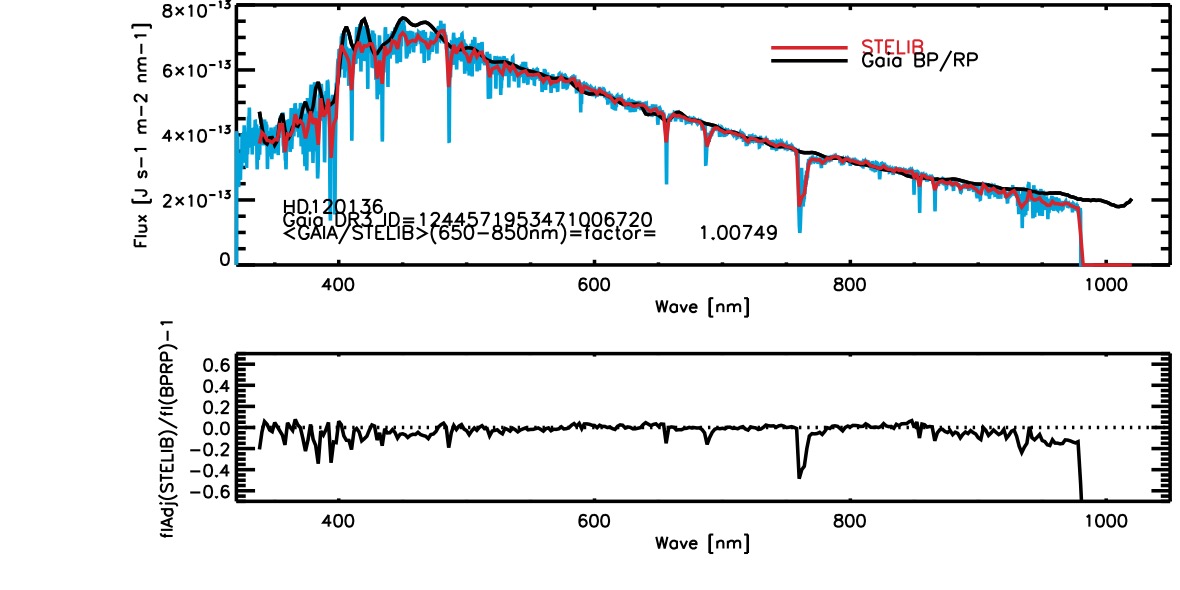 8×10−13
6×10−13
4×10−13
2×10−13
0
Flux [J s−1 m−2 nm−1]
STELIB
Gaia BP/RP
HD120136
Gaia DR3 ID=1244571953471006720
<GAIA/STELIB>(650−850nm)=factor= 1.00749
400 600 800 1000
Wave [nm]
flAdj(STELIB)/fl(BPRP)−1
0.6
0.4
0.2
0.0
−0.2
−0.4
−0.6
400 600 800 1000
Wave [nm]